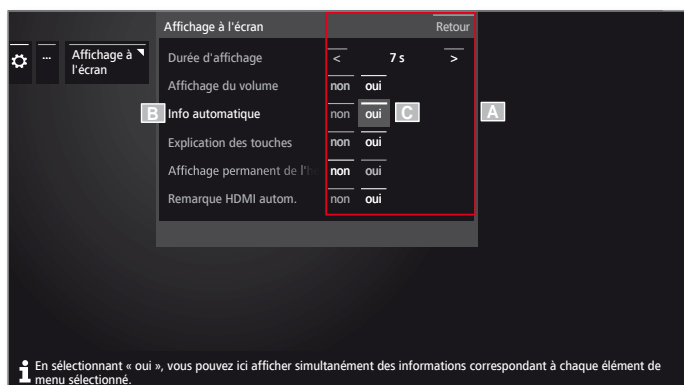 Affichage à l'écran Retour
... Affichage à
l'écran
Durée d'affichage < 7 s >
Affichage du volume non oui
B Info automatique non oui C A
Explication des touches non oui
Affichage permanent de l'h non oui
Remarque HDMI autom. non oui
En sélectionnant « oui », vous pouvez ici afficher simultanément des informations correspondant à chaque élément de
menu sélectionné.